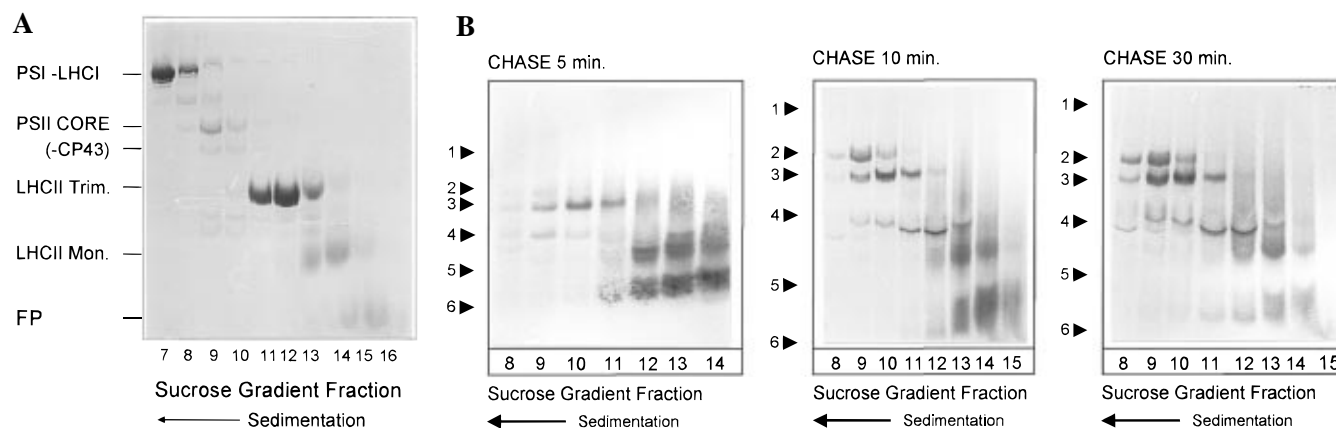 A
PSI -LHCI
PSII CORE
(-CP43)
LHCII Trim.
LHCII Mon.
FP
7 8 9 10 11 12 13 14 15 16
Sucrose Gradient Fraction
Sedimentation
B
CHASE 5 min.
1
2
3
4
5
6
8 9 10 11 12 13 14
Sucrose Gradient Fraction
Sedimentation
CHASE 10 min.
1
2
3
4
5
6
8 9 10 11 12 13 14 15
Sucrose Gradient Fraction
Sedimentation
CHASE 30 min.
1
2
3
4
5
6
8 9 10 11 12 13 14 15
Sucrose Gradient Fraction
Sedimentation